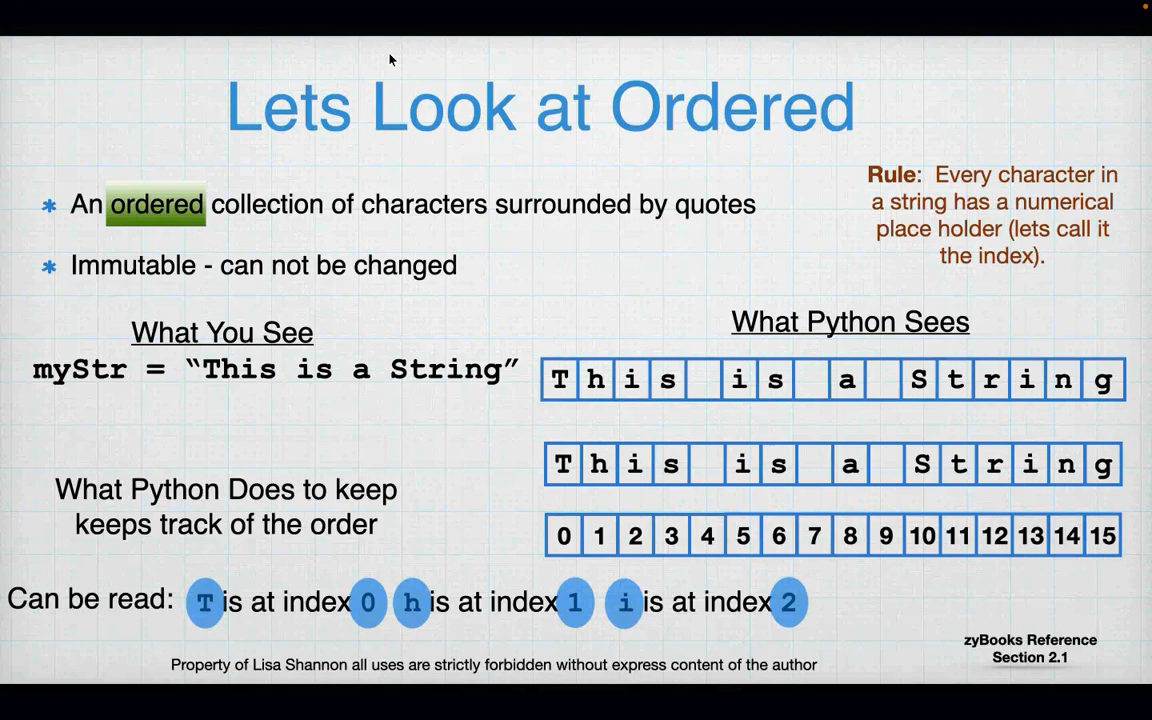 Lets Look at Ordered
* An ordered collection of characters surrounded by quotes
* Immutable - can not be changed
Rule: Every character in
a string has a numerical
place holder (lets call it
the index).
What You See
myStr = “This is a String”
What Python Sees
T h i s   i s   a   S t r i n g
What Python Does to keep
keeps track of the order
T h i s   i s   a   S t r i n g
0 1 2 3 4 5 6 7 8 9 10 11 12 13 14 15
Can be read: T is at index 0 h is at index 1 i is at index 2
zyBooks Reference
Section 2.1
Property of Lisa Shannon all uses are strictly forbidden without express content of the author